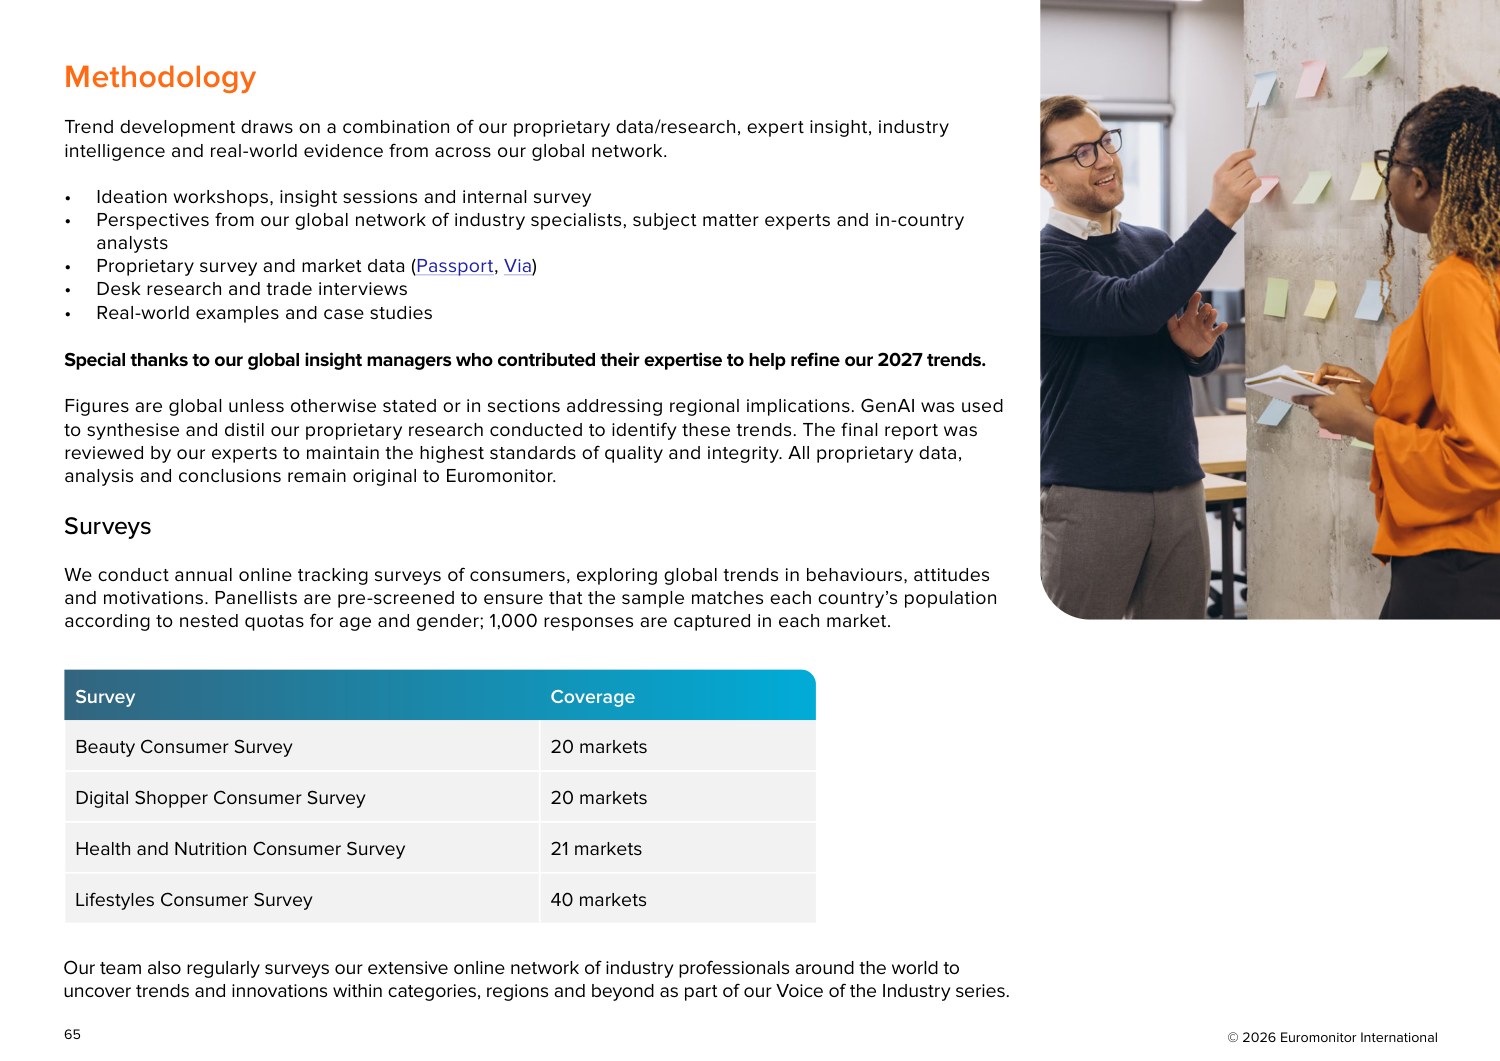 Methodology
Trend development draws on a combination of our proprietary data/research, expert insight, industry
intelligence and real-world evidence from across our global network.
• Ideation workshops, insight sessions and internal survey
• Perspectives from our global network of industry specialists, subject matter experts and in-country
analysts
• Proprietary survey and market data (Passport, Via)
• Desk research and trade interviews
• Real-world examples and case studies
Special thanks to our global insight managers who contributed their expertise to help refine our 2027 trends.
Figures are global unless otherwise stated or in sections addressing regional implications. GenAI was used
to synthesise and distil our proprietary research conducted to identify these trends. The final report was
reviewed by our experts to maintain the highest standards of quality and integrity. All proprietary data,
analysis and conclusions remain original to Euromonitor.
Surveys
We conduct annual online tracking surveys of consumers, exploring global trends in behaviours, attitudes
and motivations. Panellists are pre-screened to ensure that the sample matches each country’s population
according to nested quotas for age and gender; 1,000 responses are captured in each market.
Survey Coverage
Beauty Consumer Survey 20 markets
Digital Shopper Consumer Survey 20 markets
Health and Nutrition Consumer Survey 21 markets
Lifestyles Consumer Survey 40 markets
Our team also regularly surveys our extensive online network of industry professionals around the world to
uncover trends and innovations within categories, regions and beyond as part of our Voice of the Industry series.
65
© 2026 Euromonitor International